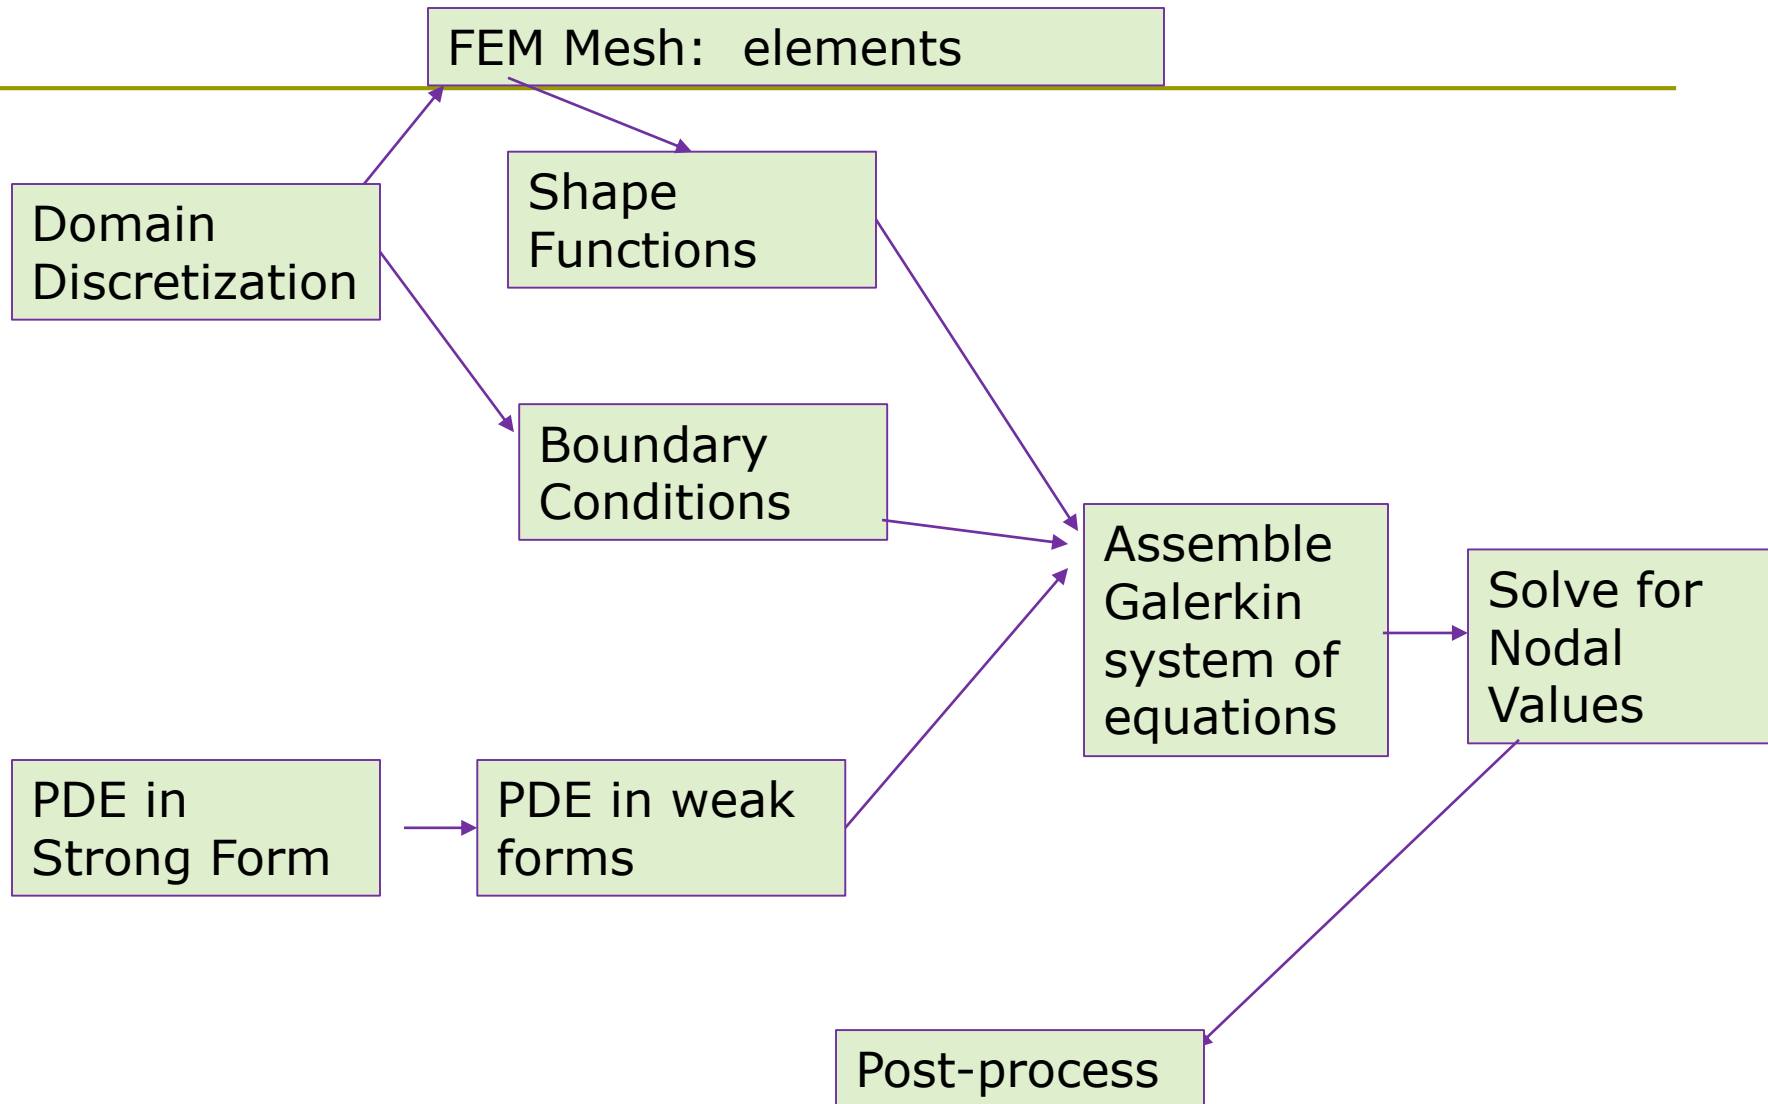 FEM Mesh:  elements
Domain
Discretization
Shape
Functions
Boundary
Conditions
PDE in
Strong Form
PDE in weak
forms
Assemble
Galerkin
system of
equations
Solve for
Nodal
Values
Post-process